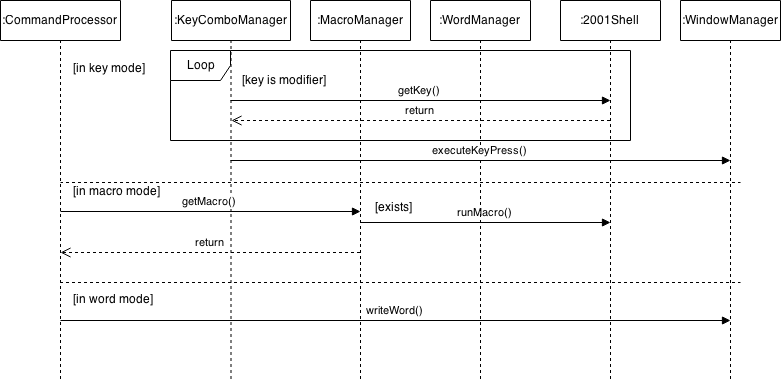 :CommandProcessor
:KeyComboManager
:MacroManager
:WordManager
:2001Shell
:WindowManager
[in key mode]
Loop
[key is modifier]
getKey()
return
executeKeyPress()
[in macro mode]
getMacro()
[exists]
runMacro()
return
[in word mode]
writeWord()